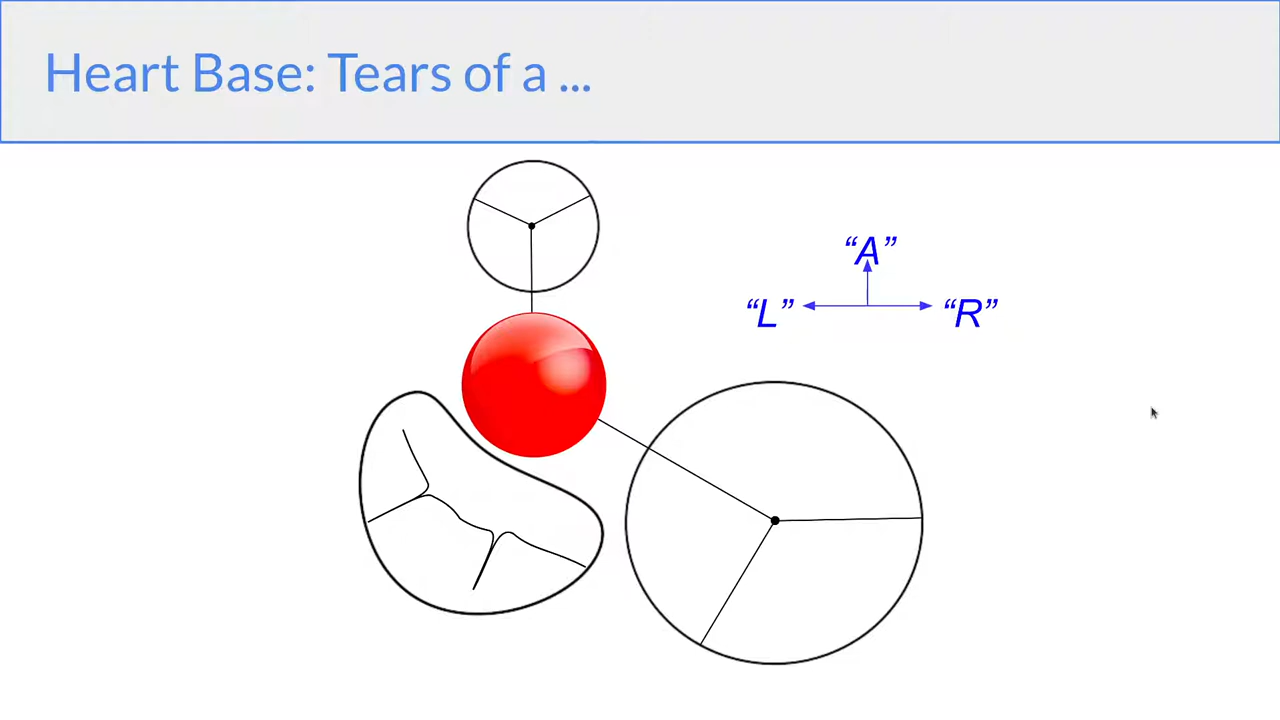 Heart Base: Tears of a ...
“A”
“L” “R”